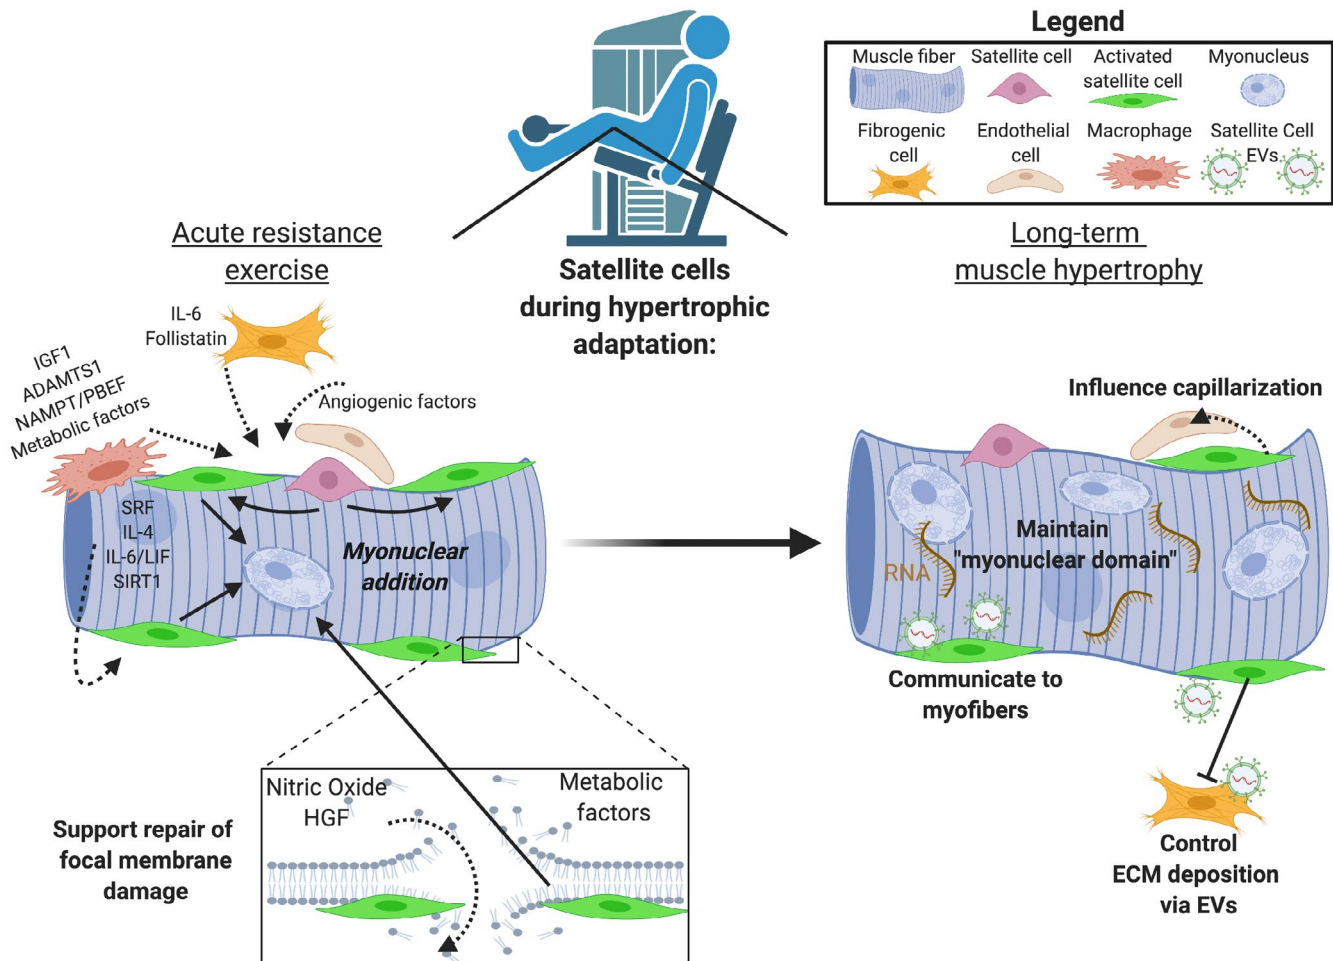 Legend
Muscle fiber
Satellite cell
Activated
satellite cell
Myonucleus
Fibrogenic
cell
Endothelial
cell
Macrophage
Satellite Cell
EVs
Acute resistance
exercise
Satellite cells
during hypertrophic
adaptation:
Long-term
muscle hypertrophy
IL-6
Follistatin
IGF1
ADAMTS1
NAMPT/PBEF
Metabolic factors
Angiogenic factors
SRF
IL-4
IL-6/LIF
SIRT1
Myonuclear
addition
Nitric Oxide
HGF
Metabolic
factors
Support repair of
focal membrane
damage
Influence capillarization
Maintain
"myonuclear domain"
RNA
Communicate to
myofibers
Control
ECM deposition
via EVs